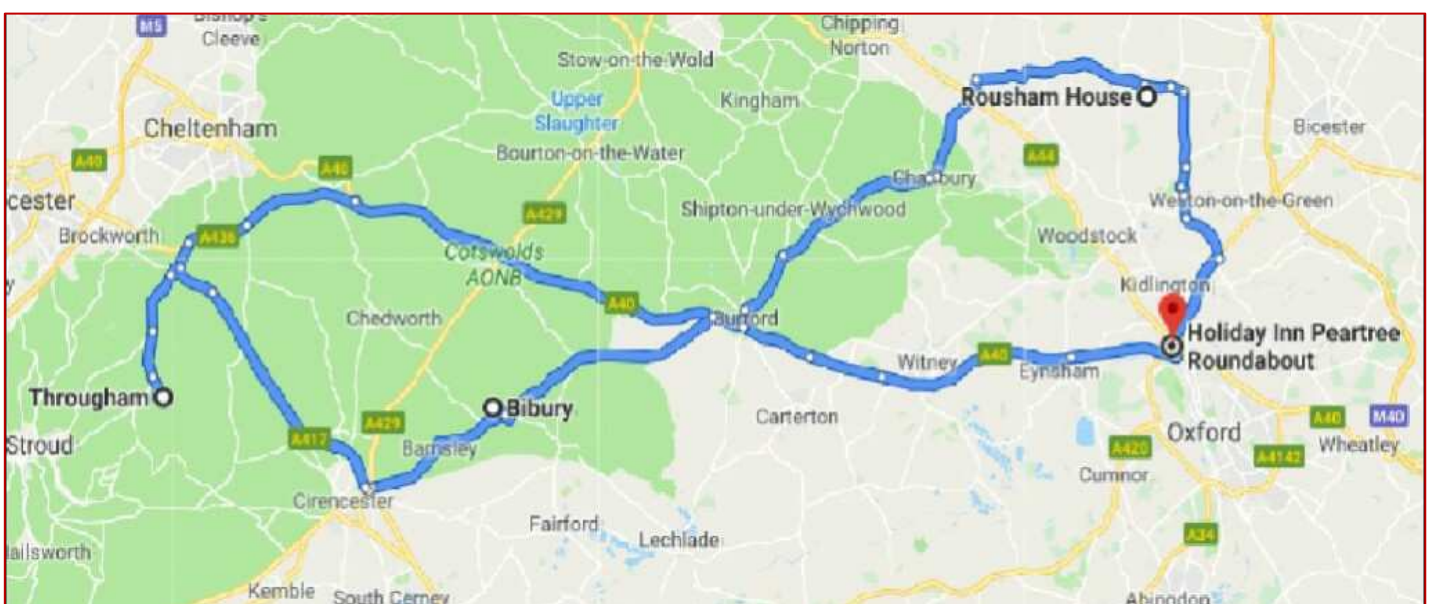 M5
Bishop's
Cleeve
Chipping
Norton
Stow-on-the-Wold
Upper
Slaughter
Kingham
Rousham House
Cheltenham
Bicester
A40
A40
Bourton-on-the-Water
A44
Charlbury
cester
Shipton-under-Wychwood
Weston-on-the-Green
A429
Brockworth
A436
Woodstock
Cotswolds
AONB
Kidlington
A40
Chedworth
Burford
Holiday Inn Peartree
Roundabout
Witney
A40
Eynsham
Througham
Bibury
Carterton
A429
A417
Barnsley
Stroud
A420
Oxford
A40
M40
Wheatley
A4142
Cumnor
Cirencester
Fairford
Lechlade
A34
ailsworth
Kemble
South Cerney
Abingdon